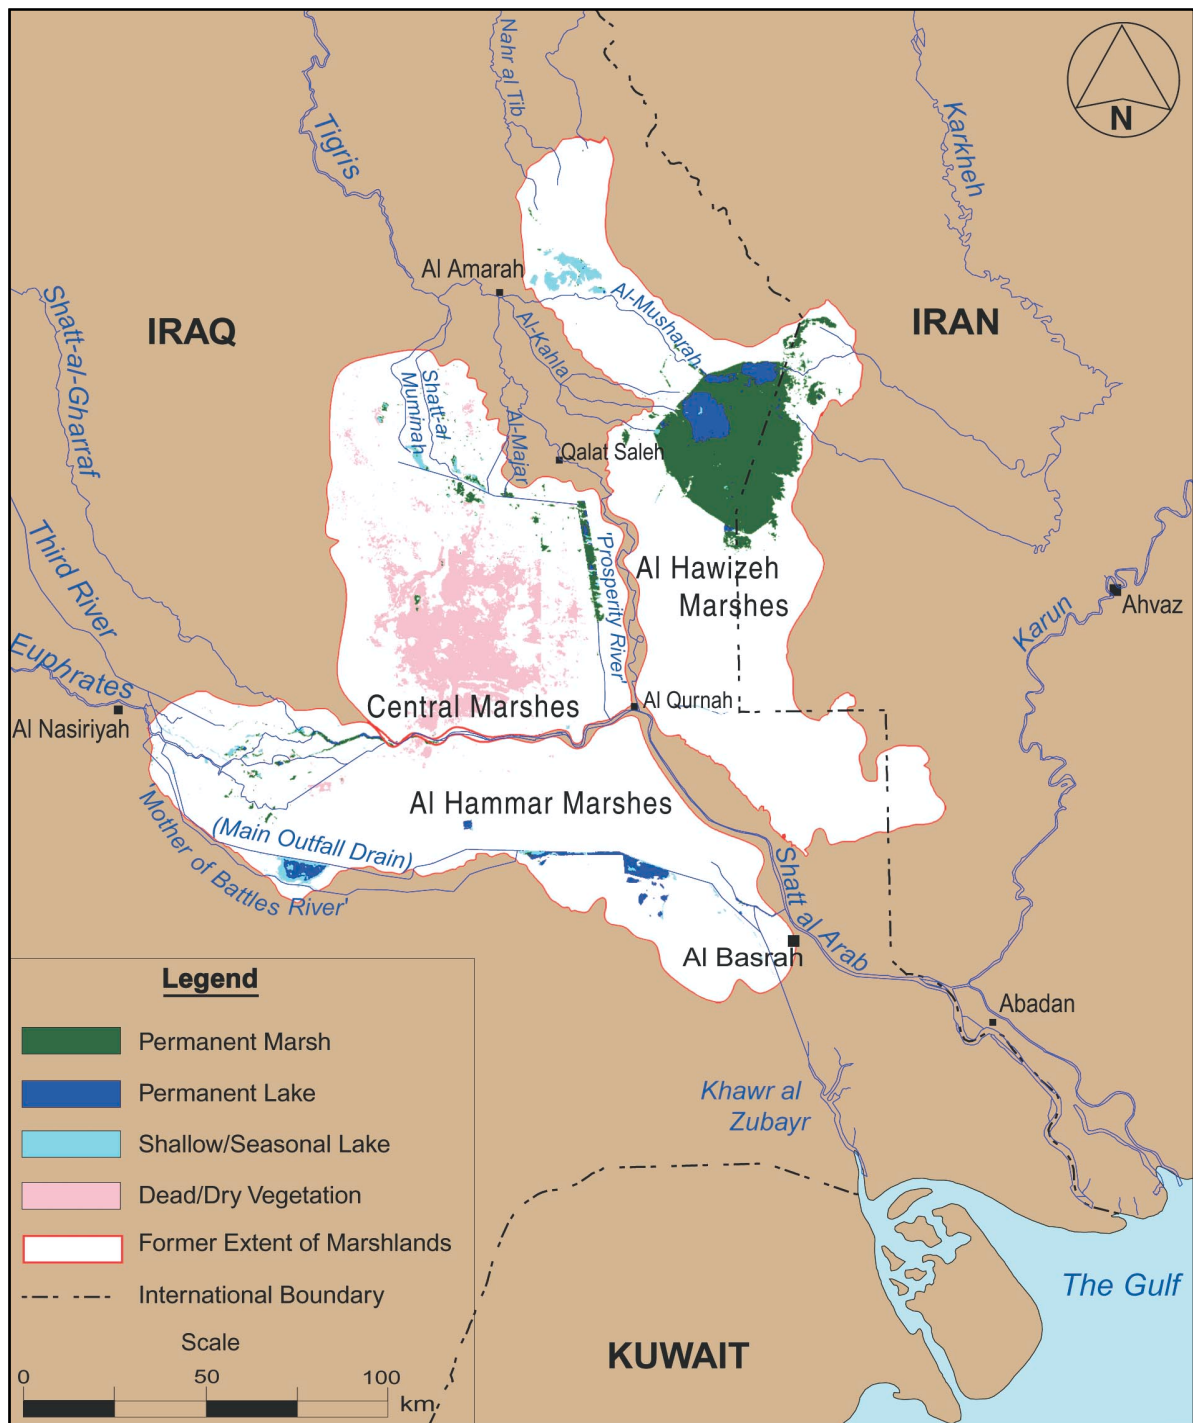 N
Nahr al Tib
Tigris
Karkheh
Al Amarah
Al-Musharah
IRAQ
IRAN
Shatt-al-Gharraf
Al-Kahla
Shatt-al
Muminah
Al-Majar
Qalat Saleh
Third River
'Prosperity River'
Al Hawizeh
Marshes
Ahvaz
Karun
Euphrates
Al Nasiriyah
Central Marshes
Al Qurnah
Al Hammar Marshes
(Main Outfall Drain)
'Mother of Battles River'
Shatt al Arab
Al Basrah
Abadan
Khawr al
Zubayr
The Gulf
KUWAIT
Legend
Permanent Marsh
Permanent Lake
Shallow/Seasonal Lake
Dead/Dry Vegetation
Former Extent of Marshlands
International Boundary
Scale
0 50 100
km